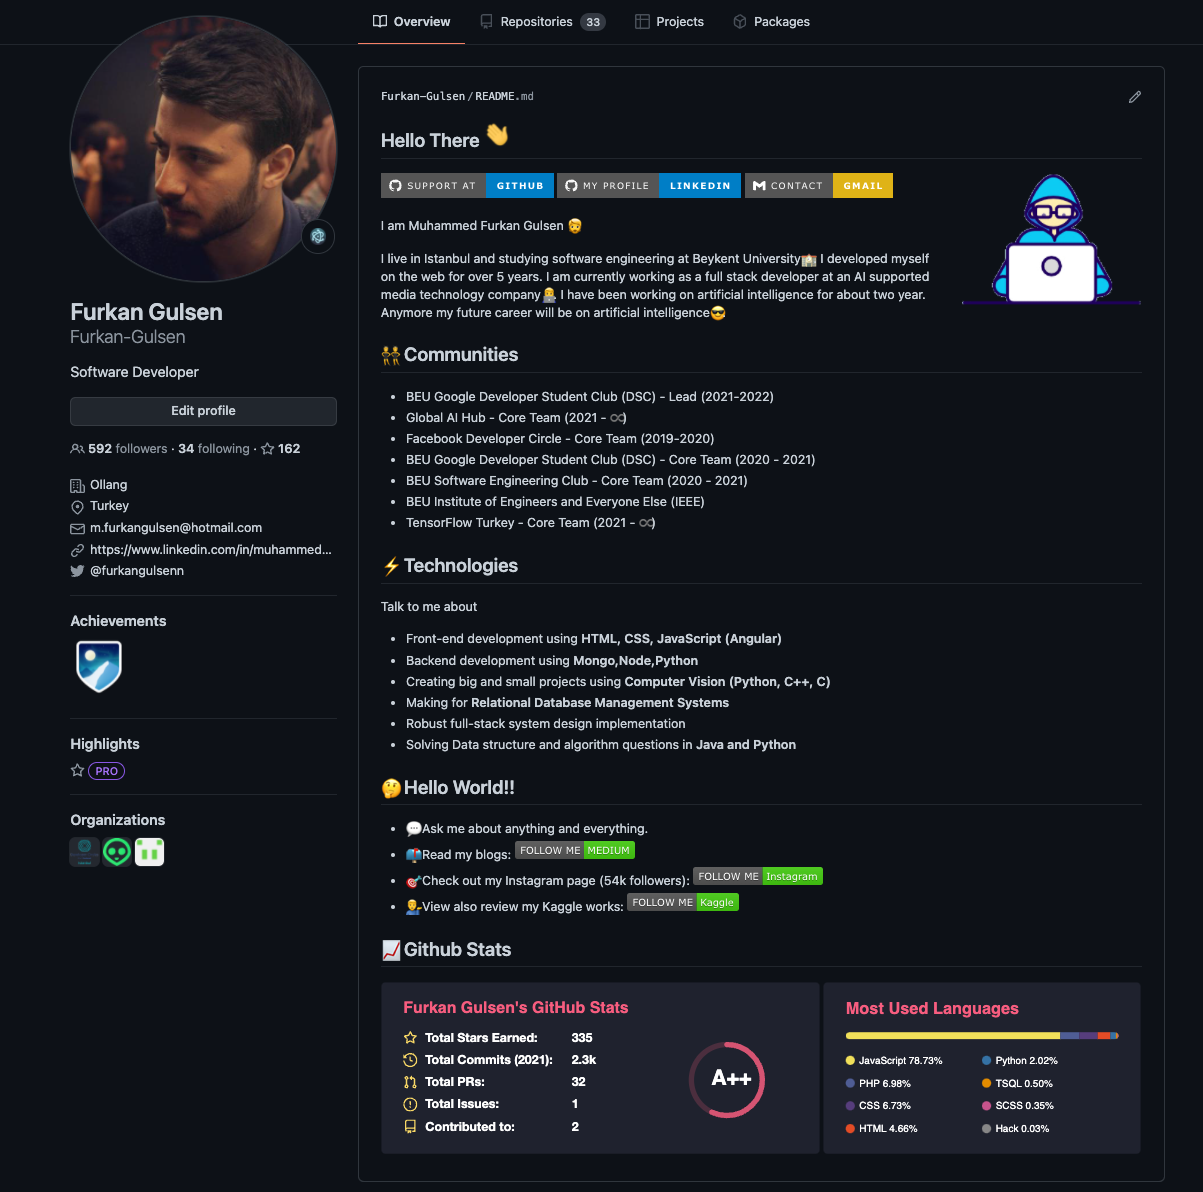 Overview
Repositories 33
Projects
Packages
Furkan Gulsen
Furkan-Gulsen
Software Developer
Edit profile
592 followers · 34 following · 162
Ollang
Turkey
m.furkangulsen@hotmail.com
https://www.linkedin.com/in/muhammed...
@furkangulsenn
Achievements
Highlights
PRO
Organizations
Furkan-Gulsen/README.md
Hello There 👋
SUPPORT AT GITHUB
MY PROFILE LINKEDIN
CONTACT GMAIL
I am Muhammed Furkan Gulsen
I live in Istanbul and studying software engineering at Beykent University🏫 I developed myself
on the web for over 5 years. I am currently working as a full stack developer at an AI supported
media technology company👨‍💻 I have been working on artificial intelligence for about two year.
Anymore my future career will be on artificial intelligence😎
👯Communities
• BEU Google Developer Student Club (DSC) - Lead (2021-2022)
• Global AI Hub - Core Team (2021 - ∞)
• Facebook Developer Circle - Core Team (2019-2020)
• BEU Google Developer Student Club (DSC) - Core Team (2020 - 2021)
• BEU Software Engineering Club - Core Team (2020 - 2021)
• BEU Institute of Engineers and Everyone Else (IEEE)
• TensorFlow Turkey - Core Team (2021 - ∞)
⚡Technologies
Talk to me about
• Front-end development using HTML, CSS, JavaScript (Angular)
• Backend development using Mongo,Node,Python
• Creating big and small projects using Computer Vision (Python, C++, C)
• Making for Relational Database Management Systems
• Robust full-stack system design implementation
• Solving Data structure and algorithm questions in Java and Python
🤔Hello World!!
• 💬Ask me about anything and everything.
• 📬Read my blogs: FOLLOW ME MEDIUM
• 🎯Check out my Instagram page (54k followers): FOLLOW ME Instagram
• 👨‍🎨View also review my Kaggle works: FOLLOW ME Kaggle
📈Github Stats
Furkan Gulsen's GitHub Stats
Total Stars Earned: 335
Total Commits (2021): 2.3k
Total PRs: 32
Total Issues: 1
Contributed to: 2
A++
Most Used Languages
JavaScript 78.73%
Python 2.02%
PHP 6.98%
TSQL 0.50%
CSS 6.73%
SCSS 0.35%
HTML 4.66%
Hack 0.03%